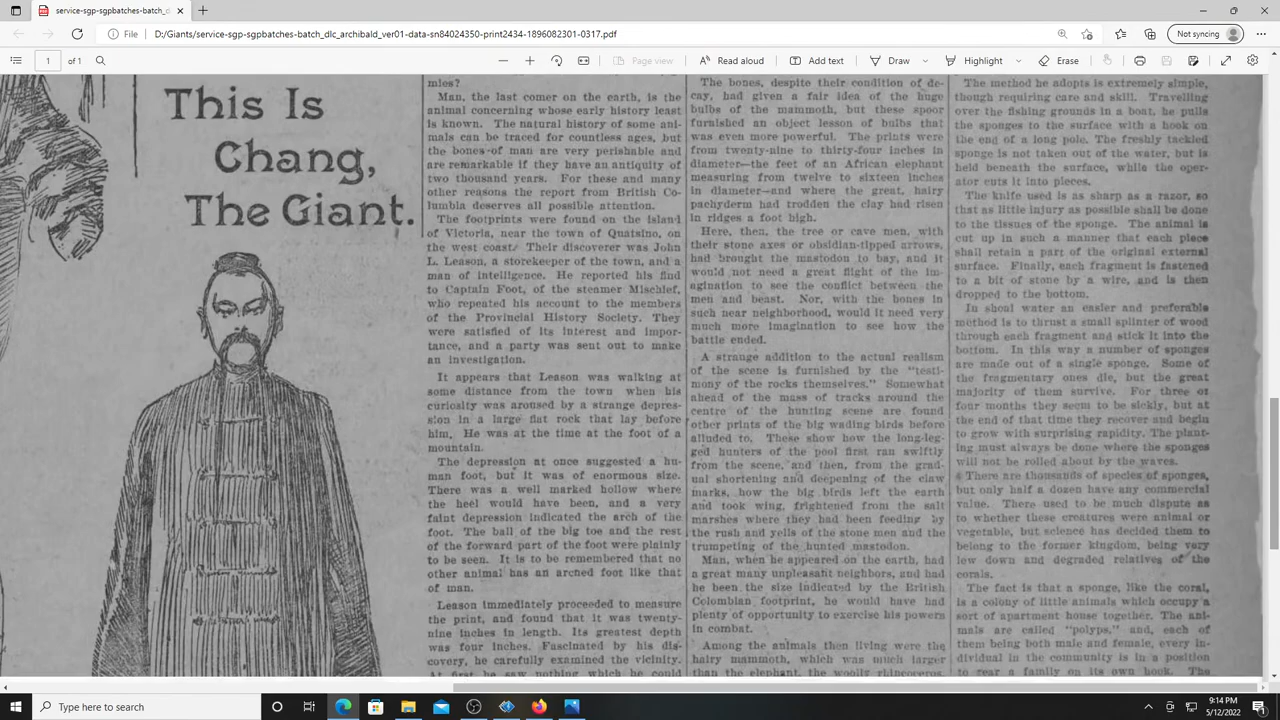 service-sgp-sgpbatches-batch_d
File
D:/Giants/service-sgp-sgpbatches-batch_dlc_archibald_ver01-data-sn84024350-print2434-1896082301-0317.pdf
Not syncing
1 of 1
Page view
Read aloud
Add text
Draw
Highlight
Erase
This Is
Chang,
The Giant.
mies?
Man, the last comer on the earth, is the
animal concerning whose early history least
is known. The natural history of some ani-
mals can be traced for countless ages, but
the bones of man are very perishable and
are remarkable if they have an antiquity of
two thousand years. For these and many
other reasons the report from British Co-
lumbia deserves all possible attention.
The footprints were found on the island
of Victoria, near the town of Quatsino, on
the west coast. Their discoverer was John
L. Leason, a storekeeper of the town, and a
man of intelligence. He reported his find
to Captain Foot, of the steamer Mischief,
who repeated his account to the members
of the Provincial History Society. They
were satisfied of its interest and impor-
tance, and a party was sent out to make
an investigation.
It appears that Leason was walking at
some distance from the town when his
curiosity was aroused by a strange depres-
sion in a large flat rock that lay before
him. He was at the time at the foot of a
mountain.
The depression at once suggested a hu-
man foot, but it was of enormous size.
There was a well marked hollow where
the heel would have been, and a very
faint depression indicated the arch of the
foot. The ball of the big toe and the rest
of the forward part of the foot were plainly
to be seen. It is to be remembered that no
other animal has an arched foot like that
of man.
Leason immediately proceeded to measure
the print, and found that it was twenty-
nine inches in length. Its greatest depth
was four inches. Fascinated by his dis-
covery, he carefully examined the vicinity.
At first he saw nothing which he could
The bones, despite their condition of de-
cay, had given a fair idea of the huge
bulbs of the mammoth, but these spoor
furnished an object lesson of bulbs that
was even more powerful. The prints were
from twenty-nine to thirty-four inches in
diameter—the feet of an African elephant
measuring from twelve to sixteen inches
in diameter—and where the great, hairy
pachyderm had trodden the clay had risen
in ridges a foot high.
Here, then, the tree or cave men, with
their stone axes or obsidian-tipped arrows,
had brought the mastodon to bay, and it
would not need a great flight of the im-
agination to see the conflict between the
men and beast. Nor, with the bones in
such near neighborhood, would it need very
much more imagination to see how the
battle ended.
A strange addition to the actual realism
of the scene is furnished by the "testi-
mony of the rocks themselves." Somewhat
ahead of the mass of tracks around the
centre of the hunting scene are found
other prints of the big wading birds before
alluded to. These show how the long-leg-
ged hunters of the pool first ran swiftly
from the scene, and then, from the grad-
ual shortening and deepening of the claw
marks, how the big birds left the earth
and took wing, frightened from the salt
marshes where they had been feeding by
the rush and yells of the stone men and the
trumpeting of the hunted mastodon.
Man, when he appeared on the earth, had
a great many unpleasant neighbors, and had
he been the size indicated by the British
Colombian footprint, he would have had
plenty of opportunity to exercise his powers
in combat.
Among the animals then living were the
hairy mammoth, which was much larger
than the elephant, the woolly rhinoceros,
The method he adopts is extremely simple,
though requiring care and skill. Travelling
over the fishing grounds in a boat, he pulls
the sponges to the surface with a hook on
the end of a long pole. The freshly tackled
sponge is not taken out of the water, but is
held beneath the surface, while the oper-
ator cuts it into pieces.
The knife used is as sharp as a razor, so
that as little injury as possible shall be done
to the tissues of the sponge. The animal is
cut up in such a manner that each piece
shall retain a part of the original external
surface. Finally, each fragment is fastened
to a bit of stone by a wire, and is then
dropped to the bottom.
In shoal water an easier and preferable
method is to thrust a small splinter of wood
through each fragment and stick it into the
bottom. In this way a number of sponges
are made out of a single sponge. Some of
the fragmentary ones die, but the great
majority of them survive. For three or
four months they seem to be sickly, but at
the end of that time they recover and begin
to grow with surprising rapidity. The plant-
ing must always be done where the sponges
will not be rolled about by the waves.
There are thousands of species of sponges,
but only half a dozen have any commercial
value. There used to be much dispute as
to whether these creatures were animal or
vegetable, but science has decided them to
belong to the former kingdom, being very
low down and degraded relatives of the
corals.
The fact is that a sponge, like the coral,
is a colony of little animals which occupy a
sort of apartment house together. The ani-
mals are called "polyps," and, each of
them being both male and female, every in-
dividual in the community is in a position
to rear a family on its own hook. The
Type here to search
9:14 PM
5/12/2022